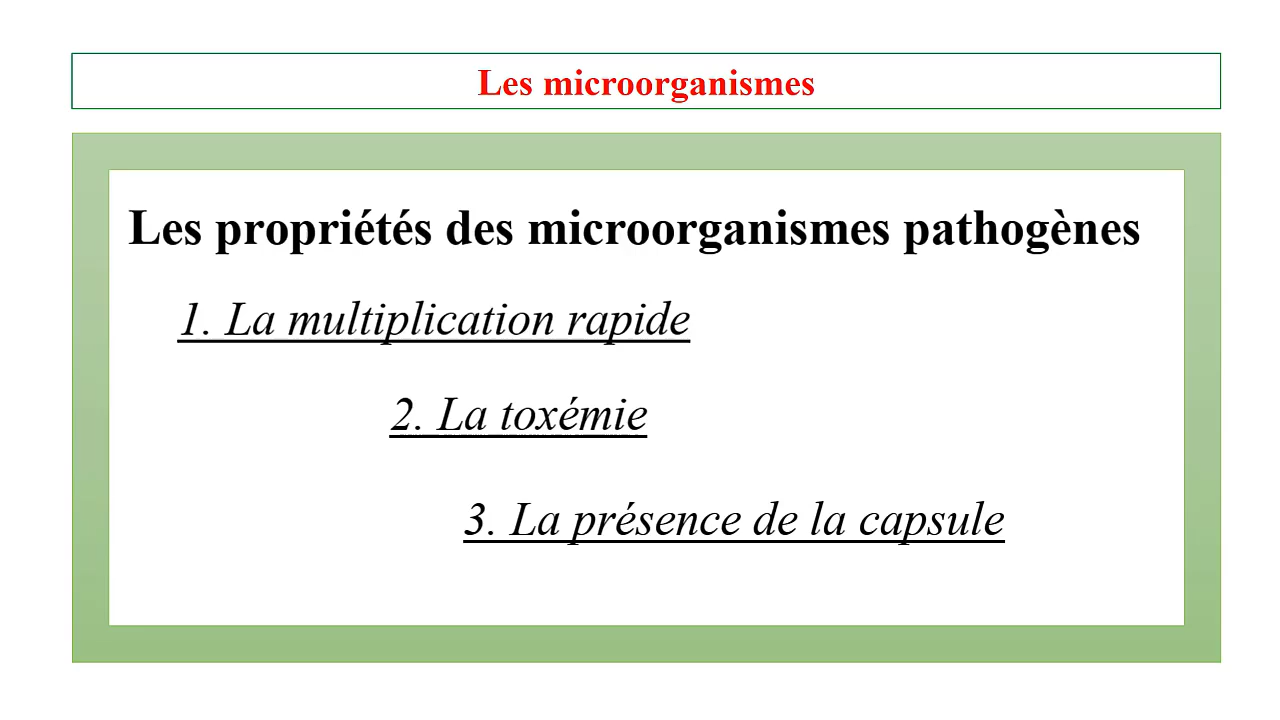 Les microorganismes
Les propriétés des microorganismes pathogènes
1. La multiplication rapide
2. La toxémie
3. La présence de la capsule